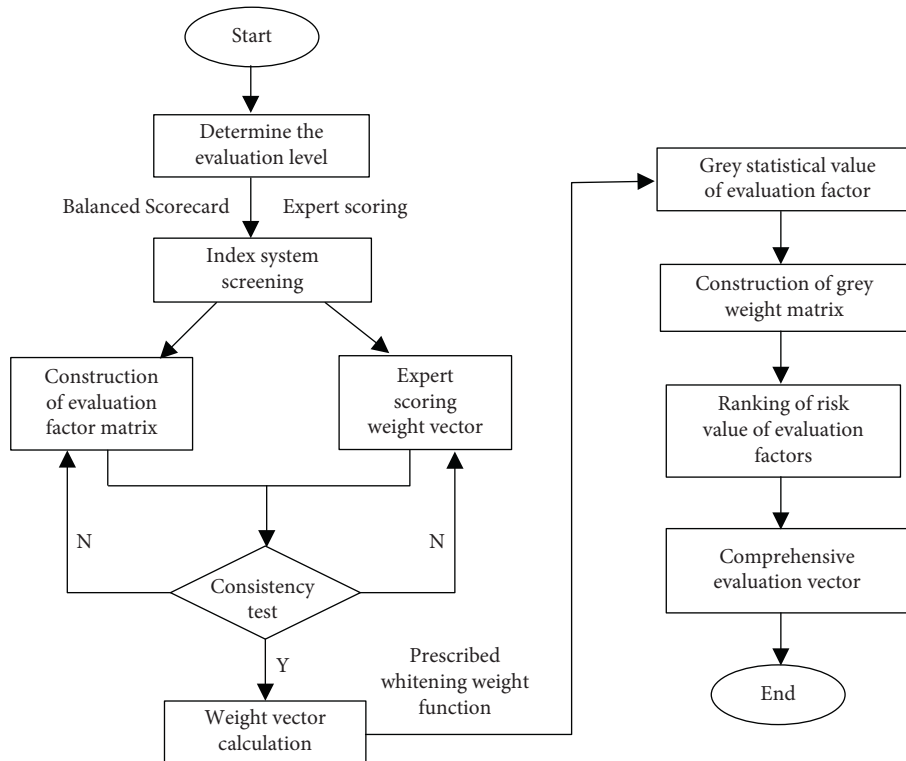 Start
Determine the
evaluation level
Balanced Scorecard
Expert scoring
Index system
screening
Construction
of evaluation
factor matrix
Expert
scoring
weight vector
N
N
Consistency
test
Y
Weight vector
calculation
Prescribed
whitening weight
function
Grey statistical value
of evaluation factor
Construction of grey
weight matrix
Ranking of risk
value of evaluation
factors
Comprehensive
evaluation vector
End